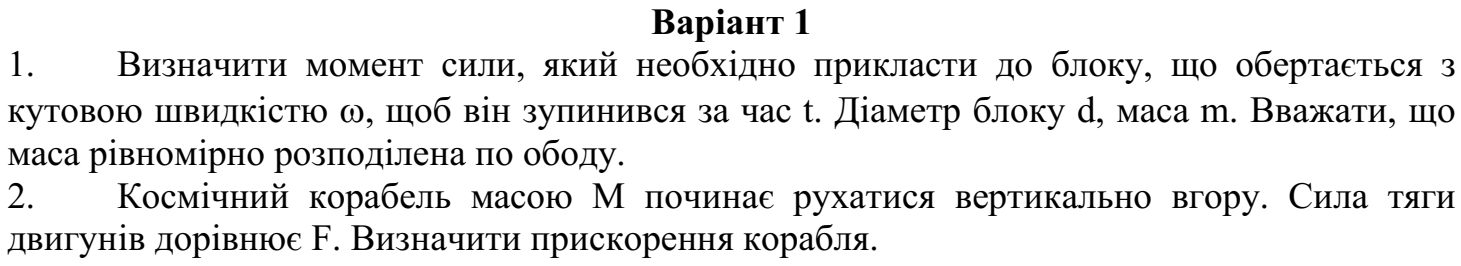 Варіант 1
1. Визначити момент сили, який необхідно прикласти до блоку, що обертається з
кутовою швидкістю ω, щоб він зупинився за час t. Діаметр блоку d, маса m. Вважати, що
маса рівномірно розподілена по ободу.
2. Космічний корабель масою М починає рухатися вертикально вгору. Сила тяги
двигунів дорівнює F. Визначити прискорення корабля.